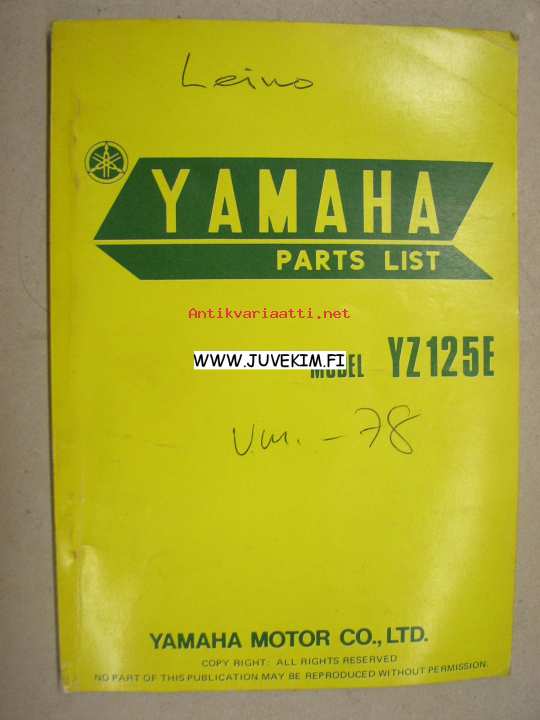 Leino
YAMAHA
PARTS LIST
Antikvariaatti.net
WWW.JUVEKIM.FI
MODEL YZ125E
Vm. -78
YAMAHA MOTOR CO., LTD.
COPY RIGHT: ALL RIGHTS RESERVED
NO PART OF THIS PUBLICATION MAY BE REPRODUCED WITHOUT PERMISSION.